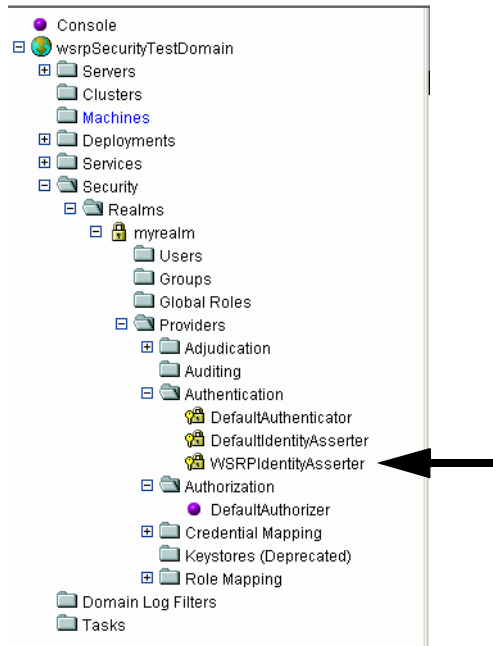 Console
wsrpSecurityTestDomain
Servers
Clusters
Machines
Deployments
Services
Security
Realms
myrealm
Users
Groups
Global Roles
Providers
Adjudication
Auditing
Authentication
DefaultAuthenticator
DefaultIdentityAsserter
WSRPIdentityAsserter
Authorization
DefaultAuthorizer
Credential Mapping
Keystores (Deprecated)
Role Mapping
Domain Log Filters
Tasks